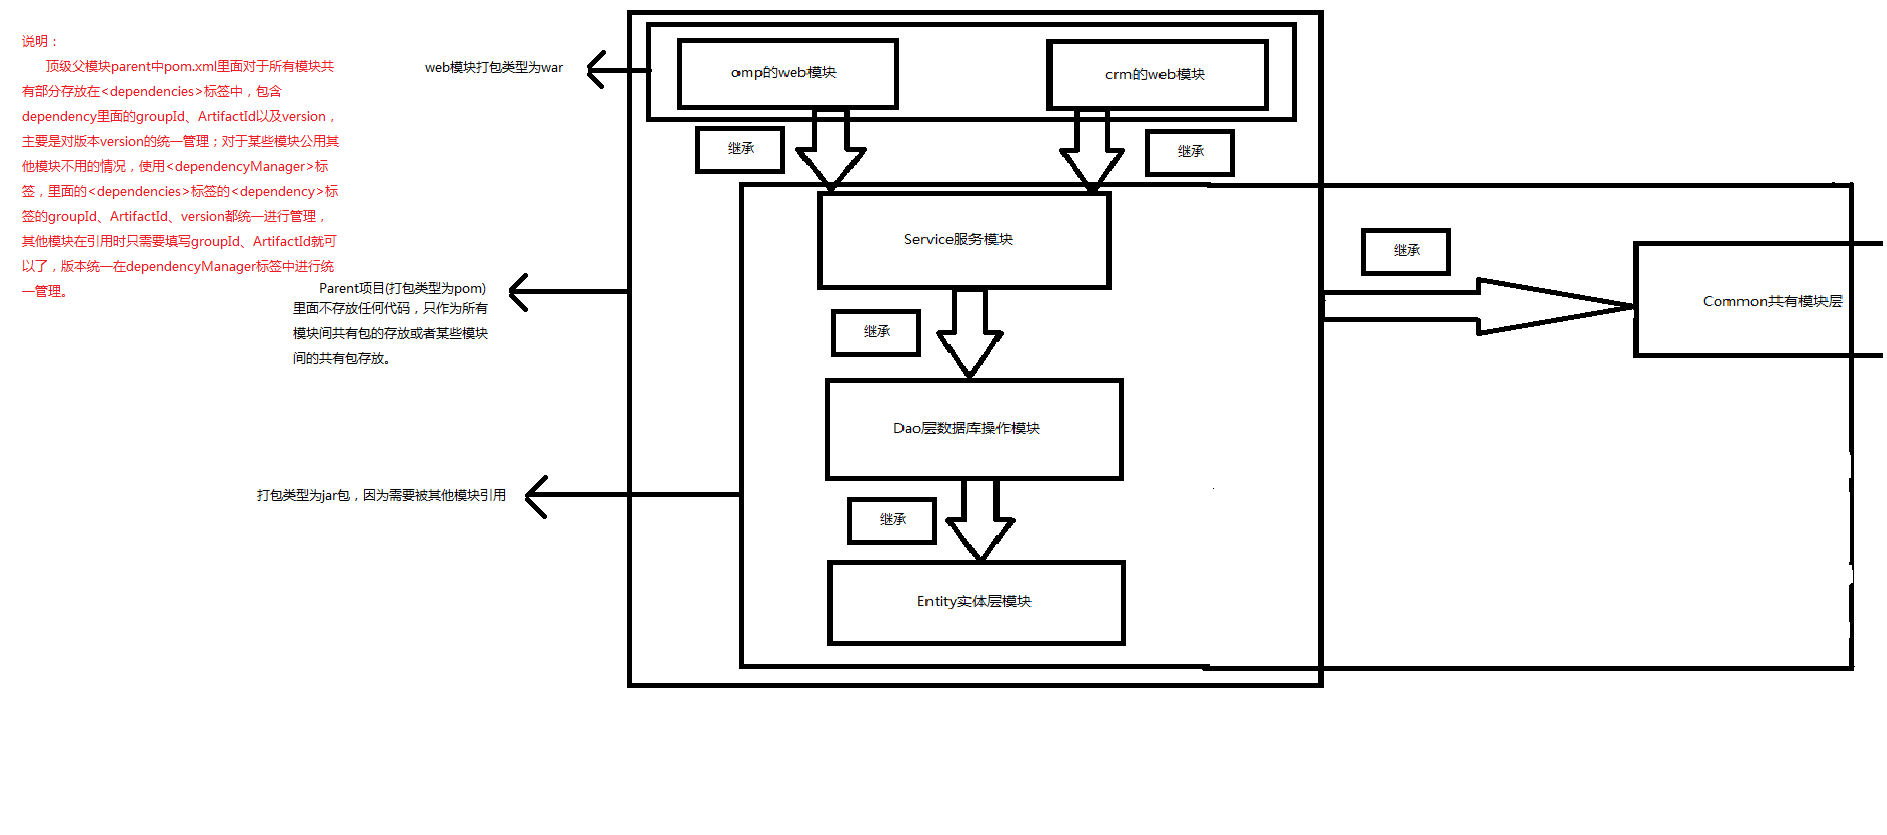 说明：
顶级父模块parent中pom.xml里面对于所有模块共
有部分存放在<dependencies>标签中，包含
dependency里面的groupId、ArtifactId以及version，
主要是对版本version的统一管理；对于某些模块公用其
他模块不用的情况，使用<dependencyManager>标
签，里面的<dependencies>标签的<dependency>标
签的groupId、ArtifactId、version都统一进行管理，
其他模块在引用时只需要填写groupId、ArtifactId就可
以了，版本统一在dependencyManager标签中进行统
一管理。
web模块打包类型为war
omp的web模块
crm的web模块
继承
继承
Service服务模块
继承
Common共有模块层
Parent项目(打包类型为pom)
里面不存放任何代码，只作为所有
模块间共有包的存放或者某些模块
间的共有包存放。
继承
Dao层数据库操作模块
打包类型为jar包，因为需要被其他模块引用
继承
Entity实体层模块